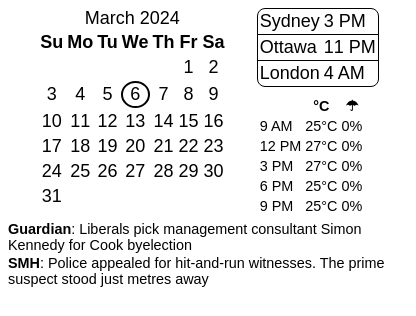 March 2024
Su Mo Tu We Th Fr Sa
1 2
3 4 5 6 7 8 9
10 11 12 13 14 15 16
17 18 19 20 21 22 23
24 25 26 27 28 29 30
31
Sydney 3 PM
Ottawa 11 PM
London 4 AM
°C ☂
9 AM 25°C 0%
12 PM 27°C 0%
3 PM 27°C 0%
6 PM 25°C 0%
9 PM 25°C 0%
Guardian: Liberals pick management consultant Simon
Kennedy for Cook byelection
SMH: Police appealed for hit-and-run witnesses. The prime
suspect stood just metres away